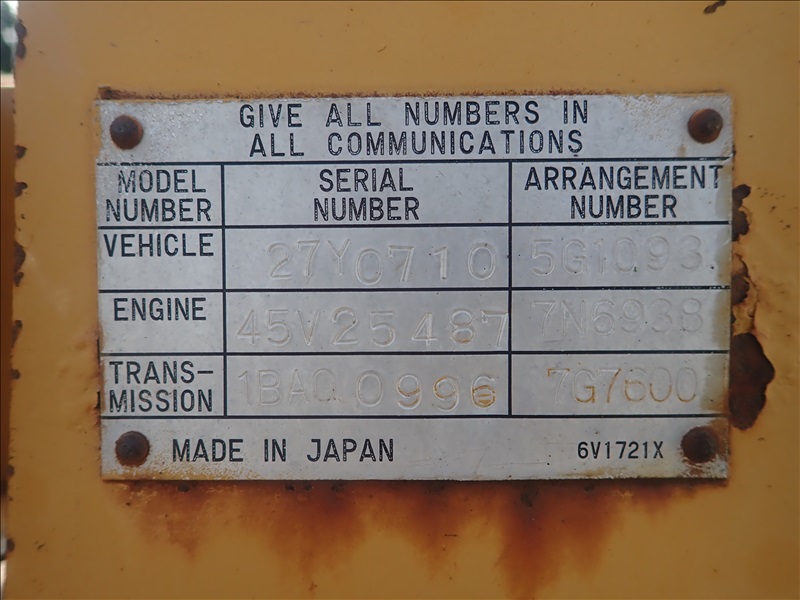 GIVE ALL NUMBERS IN
ALL COMMUNICATIONS
MODEL NUMBER SERIAL NUMBER ARRANGEMENT NUMBER
VEHICLE 27Y0710 5G1093
ENGINE 45V25487 7N6938
TRANS-MISSION 1BAQ0996 7G7600
MADE IN JAPAN 6V1721X